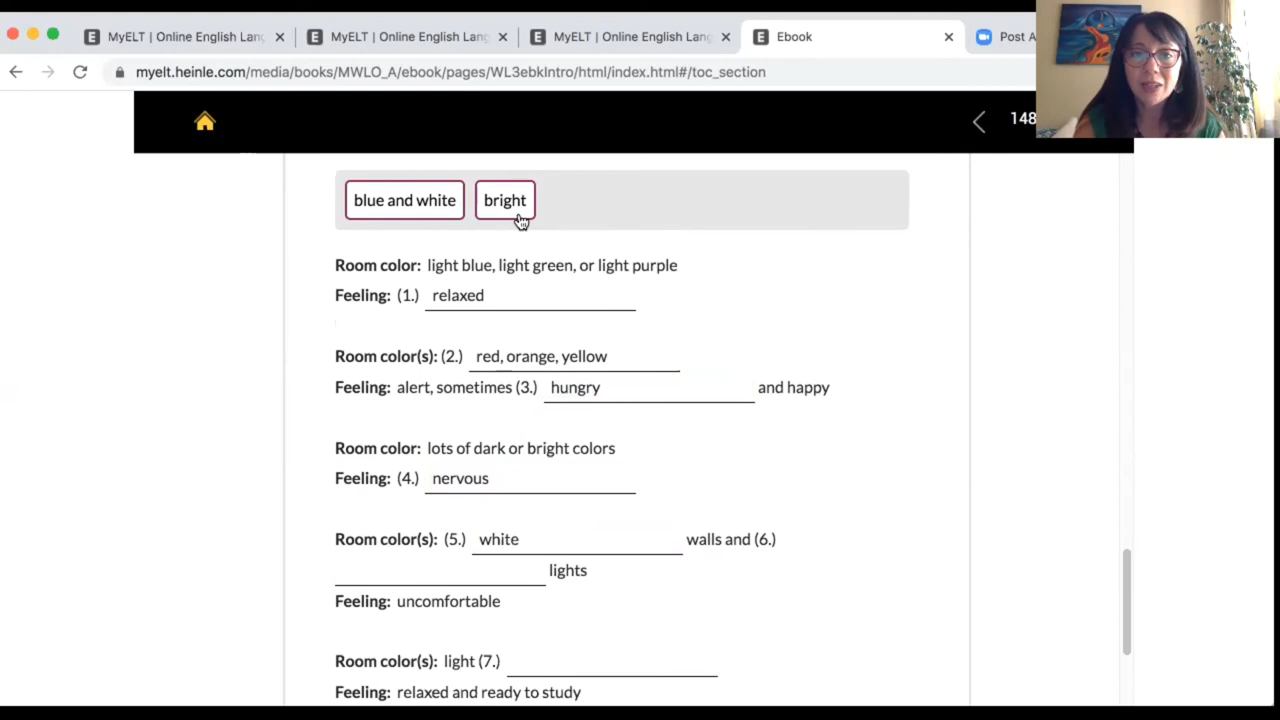 MyELT | Online English Lang
MyELT | Online English Lang
MyELT | Online English Lang
Ebook
Post A
myelt.heinle.com/media/books/MWLO_A/ebook/pages/WL3ebkIntro/html/index.html#/toc_section
148
blue and white bright
Room color: light blue, light green, or light purple
Feeling: (1.) relaxed
Room color(s): (2.) red, orange, yellow
Feeling: alert, sometimes (3.) hungry and happy
Room color: lots of dark or bright colors
Feeling: (4.) nervous
Room color(s): (5.) white walls and (6.)
lights
Feeling: uncomfortable
Room color(s): light (7.)
Feeling: relaxed and ready to study